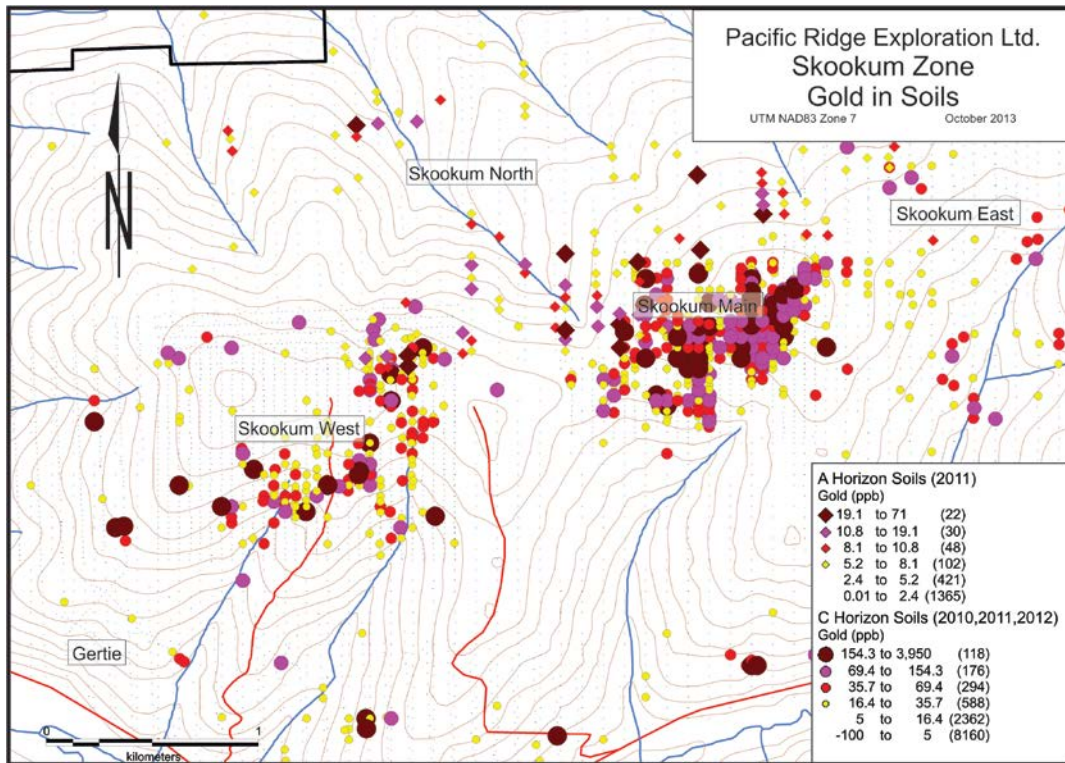 Pacific Ridge Exploration Ltd.
Skookum Zone
Gold in Soils
UTM NAD83 Zone 7 October 2013
N
Skookum North
Skookum East
Skookum Main
Skookum West
Gertie
0 1
kilometers
A Horizon Soils (2011)
Gold (ppb)
19.1 to 71 (22)
10.8 to 19.1 (30)
8.1 to 10.8 (48)
5.2 to 8.1 (102)
2.4 to 5.2 (421)
0.01 to 2.4 (1365)
C Horizon Soils (2010,2011,2012)
Gold (ppb)
154.3 to 3,950 (118)
69.4 to 154.3 (176)
35.7 to 69.4 (294)
16.4 to 35.7 (588)
5 to 16.4 (2362)
-100 to 5 (8160)